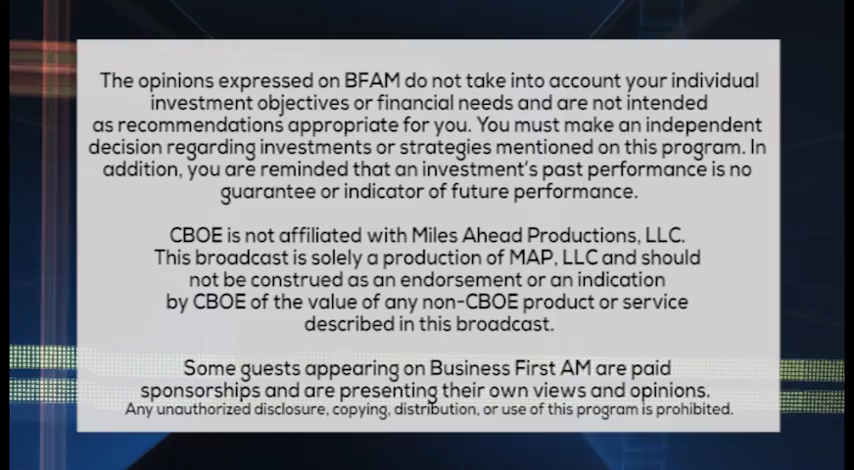 The opinions expressed on BFAM do not take into account your individual
investment objectives or financial needs and are not intended
as recommendations appropriate for you. You must make an independent
decision regarding investments or strategies mentioned on this program. In
addition, you are reminded that an investment's past performance is no
guarantee or indicator of future performance.
CBOE is not affiliated with Miles Ahead Productions, LLC.
This broadcast is solely a production of MAP, LLC and should
not be construed as an endorsement or an indication
by CBOE of the value of any non-CBOE product or service
described in this broadcast.
Some guests appearing on Business First AM are paid
sponsorships and are presenting their own views and opinions.
Any unauthorized disclosure, copying, distribution, or use of this program is prohibited.